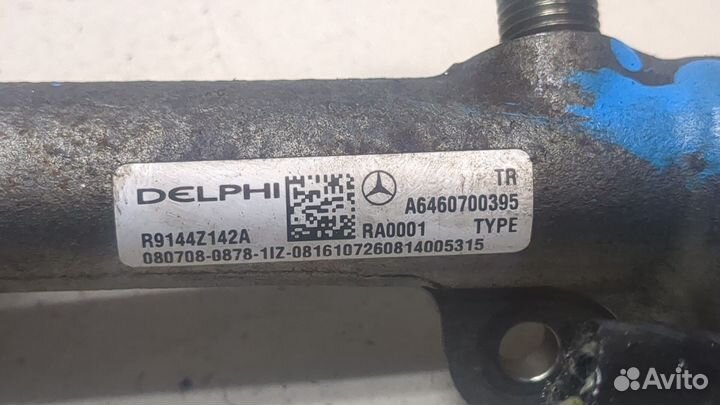 DELPHI TR
A6460700395
R9144Z142A RA0001 TYPE
080708-0878-1IZ-0816107260814005315
Avito